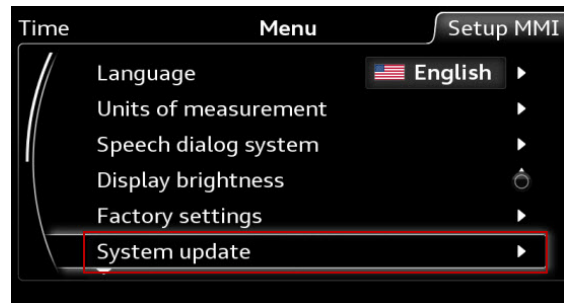 Time Menu Setup MMI
Language English
Units of measurement
Speech dialog system
Display brightness
Factory settings
System update